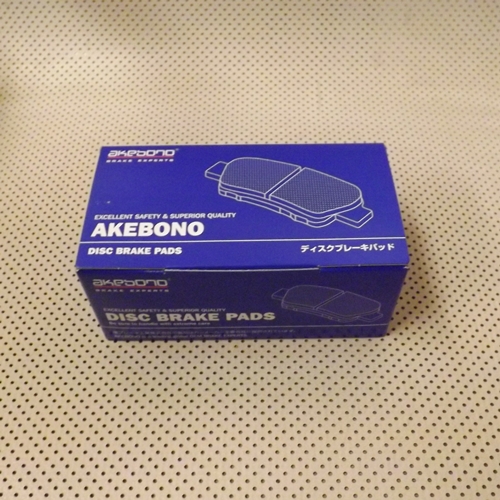 akebono
BRAKE EXPERTS
EXCELLENT SAFETY & SUPERIOR QUALITY
AKEBONO
DISC BRAKE PADS
ディスクブレーキパッド
akebono
BRAKE EXPERTS
EXCELLENT SAFETY & SUPERIOR QUALITY
DISC BRAKE PADS